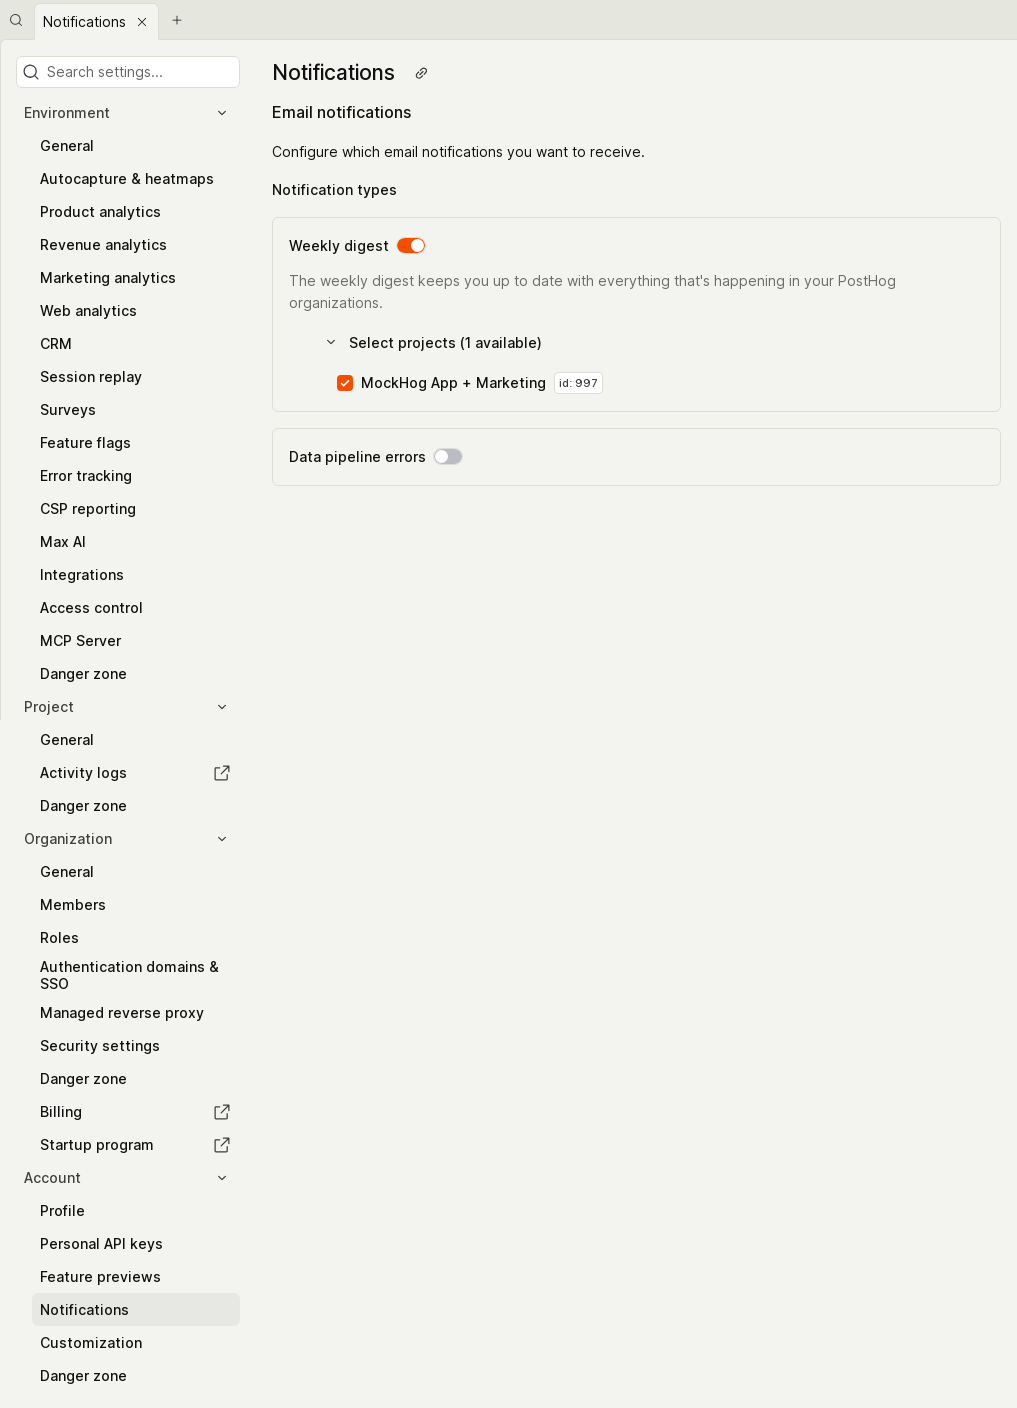 Notifications
Search settings...
Environment
General
Autocapture & heatmaps
Product analytics
Revenue analytics
Marketing analytics
Web analytics
CRM
Session replay
Surveys
Feature flags
Error tracking
CSP reporting
Max AI
Integrations
Access control
MCP Server
Danger zone
Project
General
Activity logs
Danger zone
Organization
General
Members
Roles
Authentication domains &
SSO
Managed reverse proxy
Security settings
Danger zone
Billing
Startup program
Account
Profile
Personal API keys
Feature previews
Notifications
Customization
Danger zone
Notifications
Email notifications
Configure which email notifications you want to receive.
Notification types
Weekly digest
The weekly digest keeps you up to date with everything that's happening in your PostHog
organizations.
Select projects (1 available)
MockHog App + Marketing id: 997
Data pipeline errors